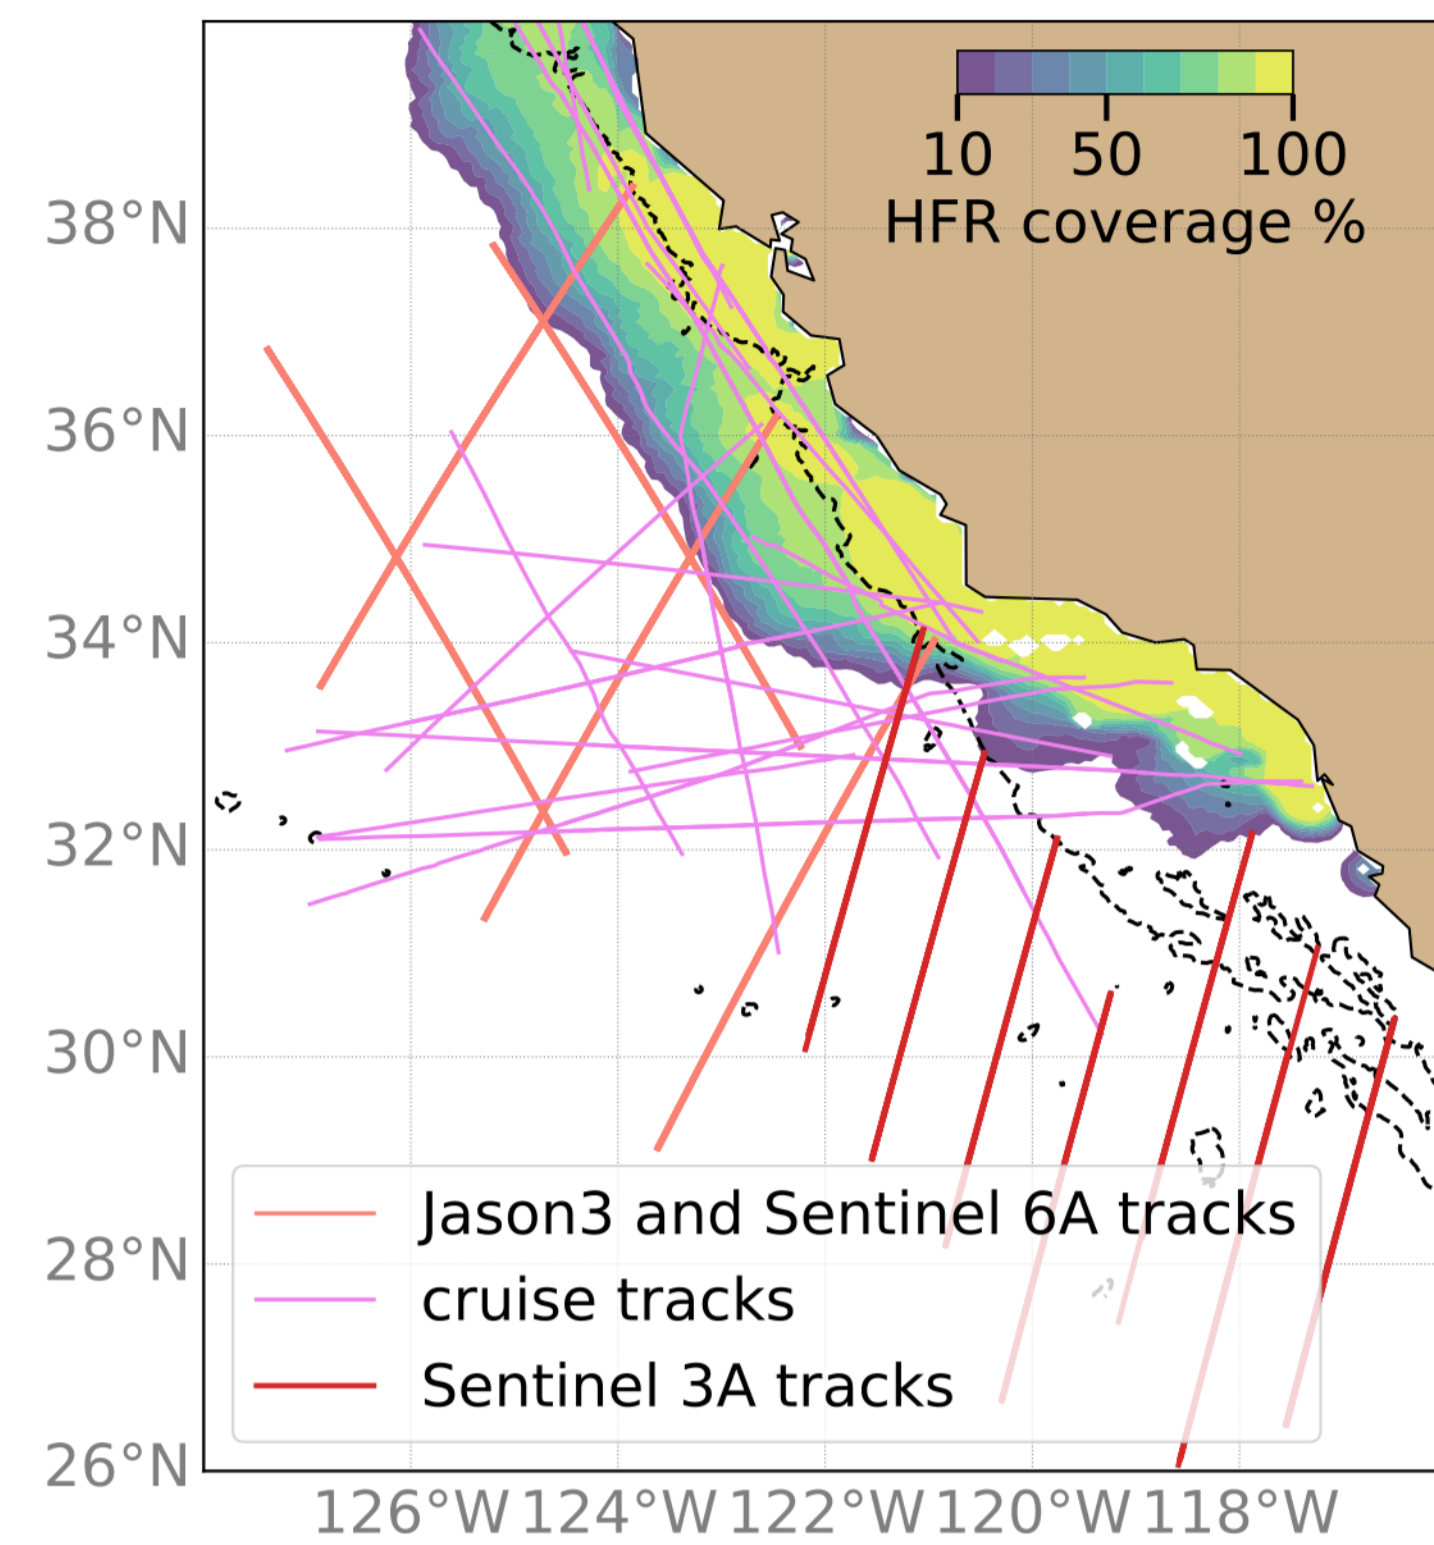 10 50 100
HFR coverage %
38°N
36°N
34°N
32°N
30°N
28°N
26°N
Jason3 and Sentinel 6A tracks
cruise tracks
Sentinel 3A tracks
126°W 124°W 122°W 120°W 118°W